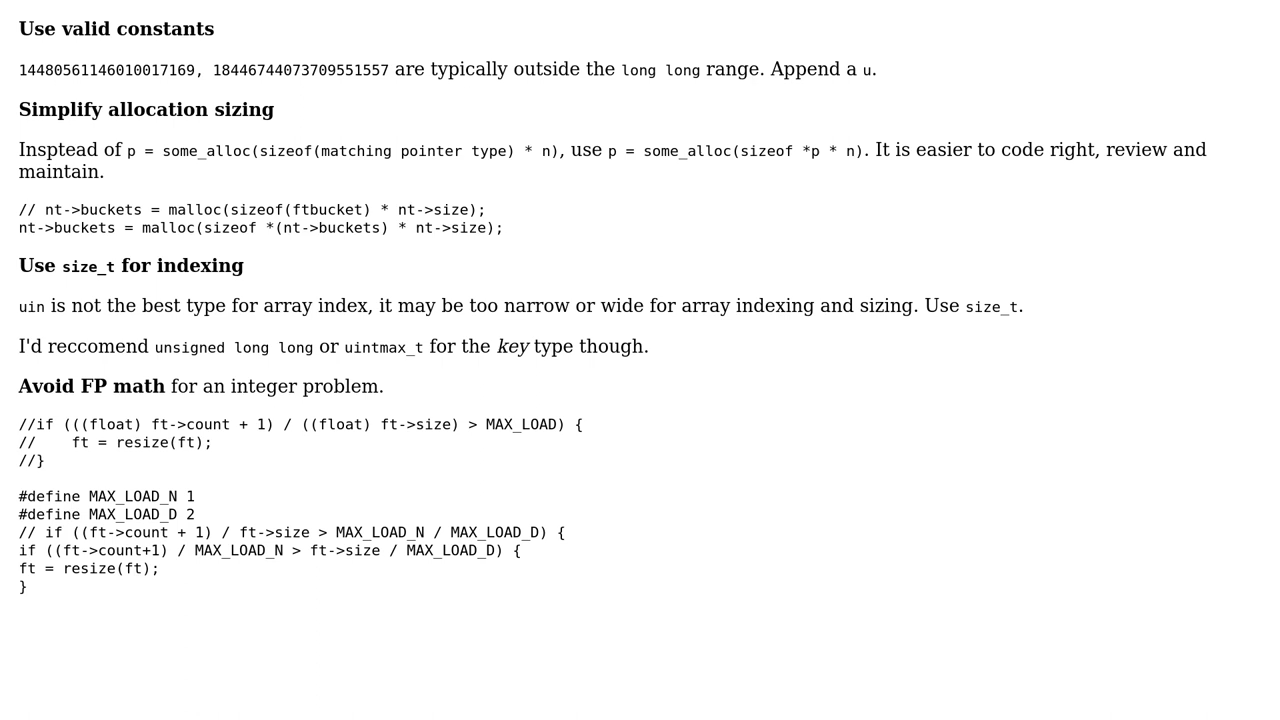 Use valid constants
14480561146010017169, 18446744073709551557 are typically outside the long long range. Append a u.
Simplify allocation sizing
Insptead of p = some_alloc(sizeof(matching pointer type) * n), use p = some_alloc(sizeof *p * n). It is easier to code right, review and
maintain.
// nt->buckets = malloc(sizeof(ftbucket) * nt->size);
nt->buckets = malloc(sizeof *(nt->buckets) * nt->size);
Use size_t for indexing
uin is not the best type for array index, it may be too narrow or wide for array indexing and sizing. Use size_t.
I'd reccomend unsigned long long or uintmax_t for the key type though.
Avoid FP math for an integer problem.
//if (((float) ft->count + 1) / ((float) ft->size) > MAX_LOAD) {
//    ft = resize(ft);
//}
#define MAX_LOAD_N 1
#define MAX_LOAD_D 2
// if ((ft->count + 1) / ft->size > MAX_LOAD_N / MAX_LOAD_D) {
if ((ft->count+1) / MAX_LOAD_N > ft->size / MAX_LOAD_D) {
ft = resize(ft);
}